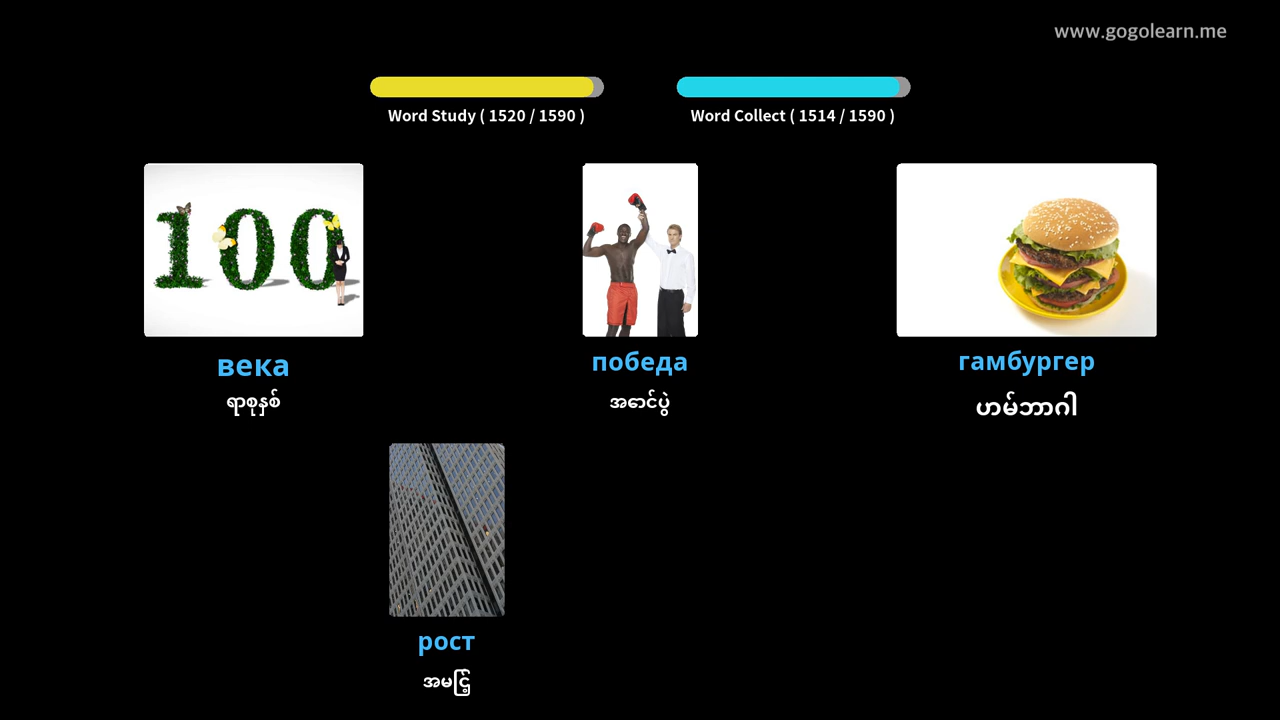 www.gogolearn.me
Word Study ( 1520 / 1590 )
Word Collect ( 1514 / 1590 )
100
века
победа
гамбургер
ရာစုနှစ်
အောင်ပွဲ
ဟမ်ဘာဂါ
рост
အမြင့်